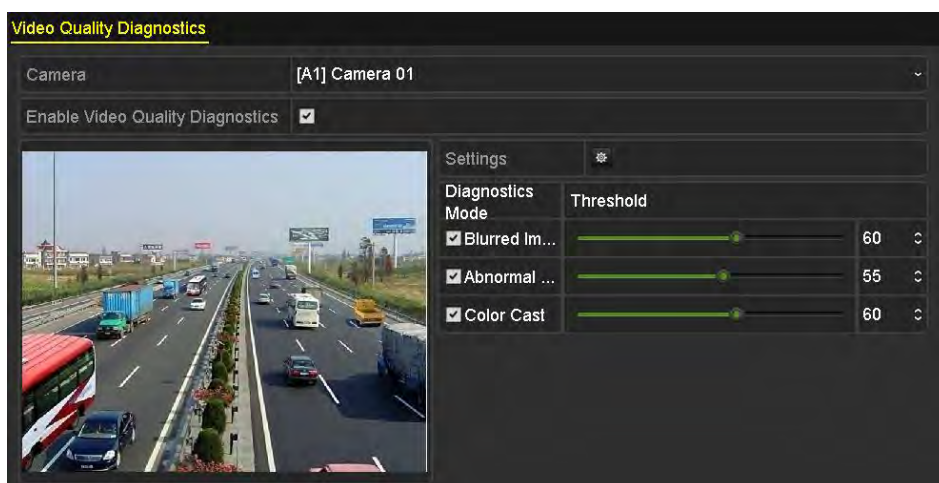 Video Quality Diagnostics
Camera [A1] Camera 01
Enable Video Quality Diagnostics
Settings
Diagnostics
Mode
Threshold
Blurred Im... 60
Abnormal ... 55
Color Cast 60